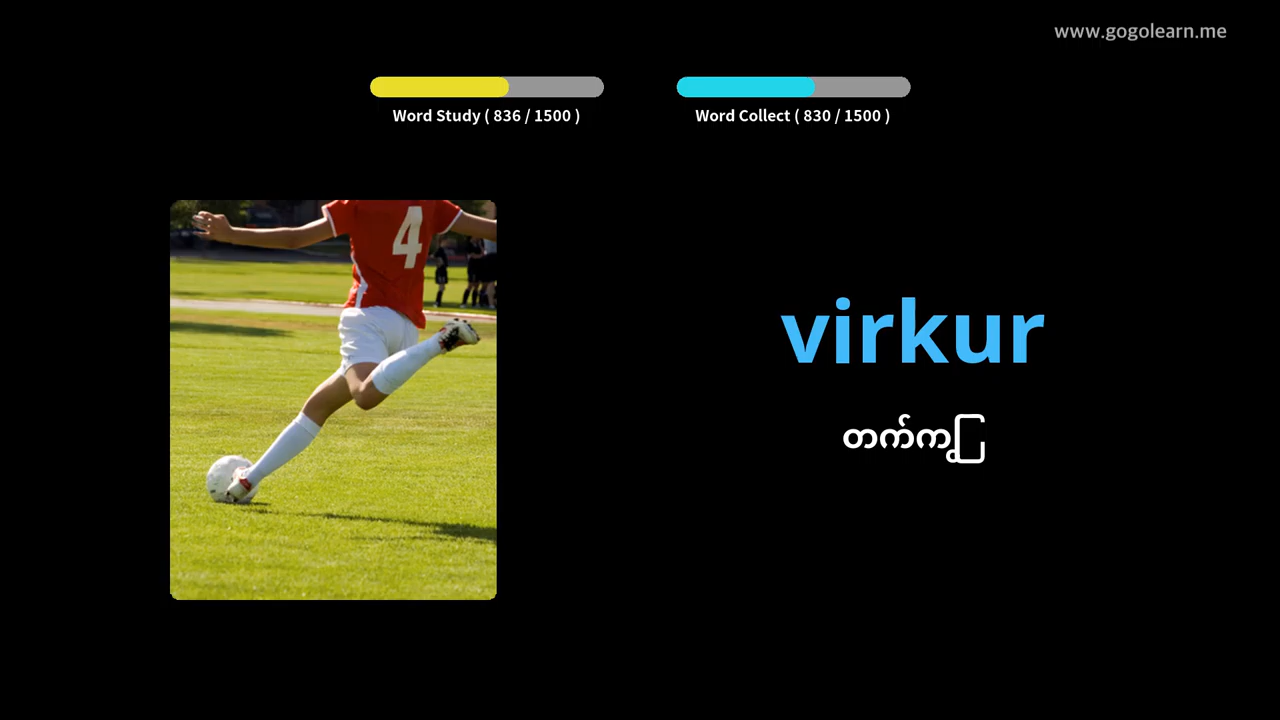 www.gogolearn.me
Word Study ( 836 / 1500 )
Word Collect ( 830 / 1500 )
4
virkur
တက်ကြွ